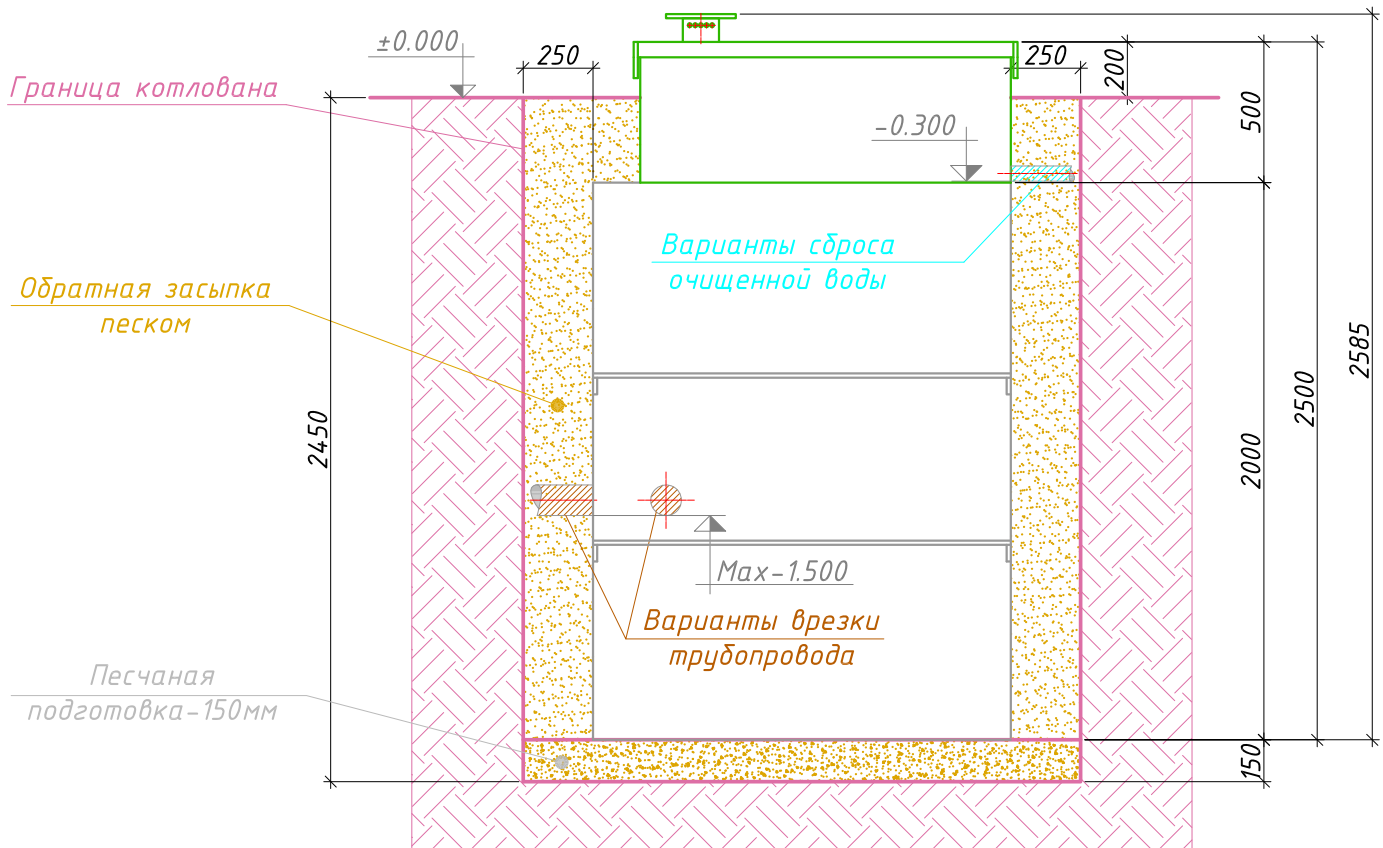 ±0.000
250
250
200
Граница котлована
500
-0.300
Варианты сброса
очищенной воды
Обратная засыпка
песком
2585
2500
2450
2000
Max-1.500
Варианты врезки
трубопровода
Песчаная
подготовка-150мм
150